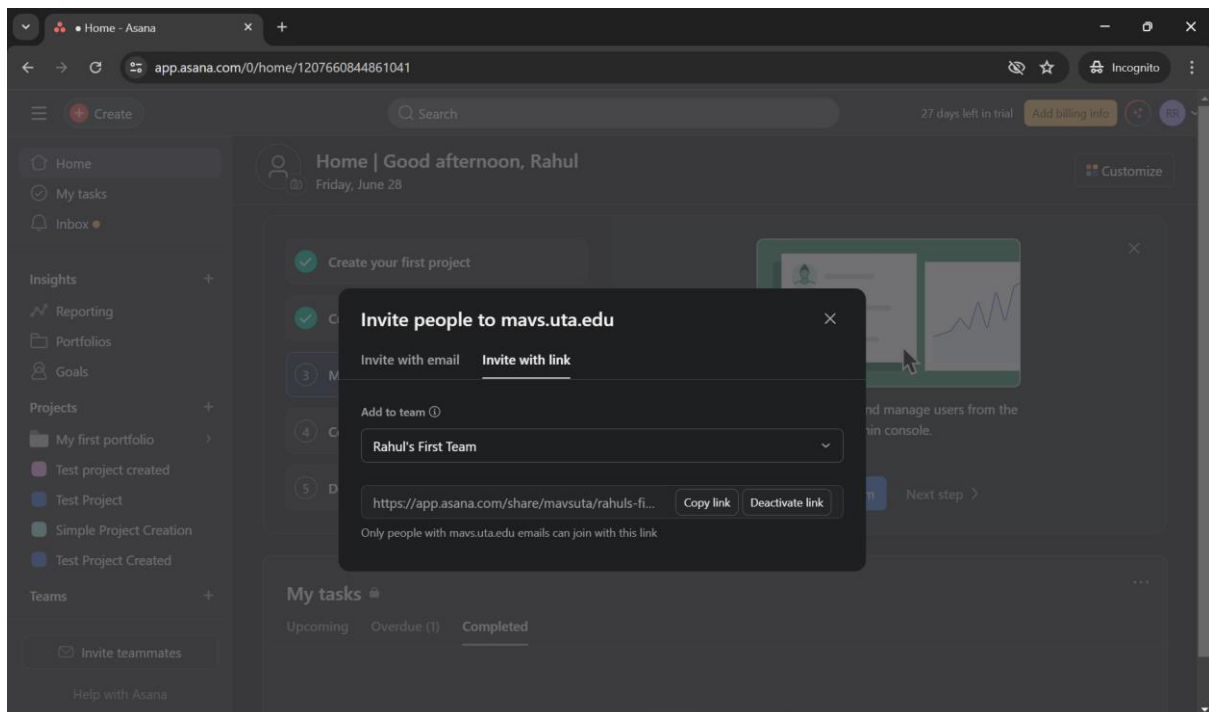 • Home - Asana
app.asana.com/0/home/1207660844861041
Incognito
Create
Search
27 days left in trial
Add billing info
RR
Home
My tasks
Inbox
Insights
Reporting
Portfolios
Goals
Projects
My first portfolio
Test project created
Test Project
Simple Project Creation
Test Project Created
Teams
Invite teammates
Help with Asana
Home | Good afternoon, Rahul
Friday, June 28
Customize
Create your first project
3 M
4
5 D
nd manage users from the
in console.
Next step
Invite people to mavs.uta.edu
Invite with email Invite with link
Add to team
Rahul's First Team
https://app.asana.com/share/mavsuta/rahuls-fi... Copy link Deactivate link
Only people with mavs.uta.edu emails can join with this link
My tasks
Upcoming Overdue (1) Completed